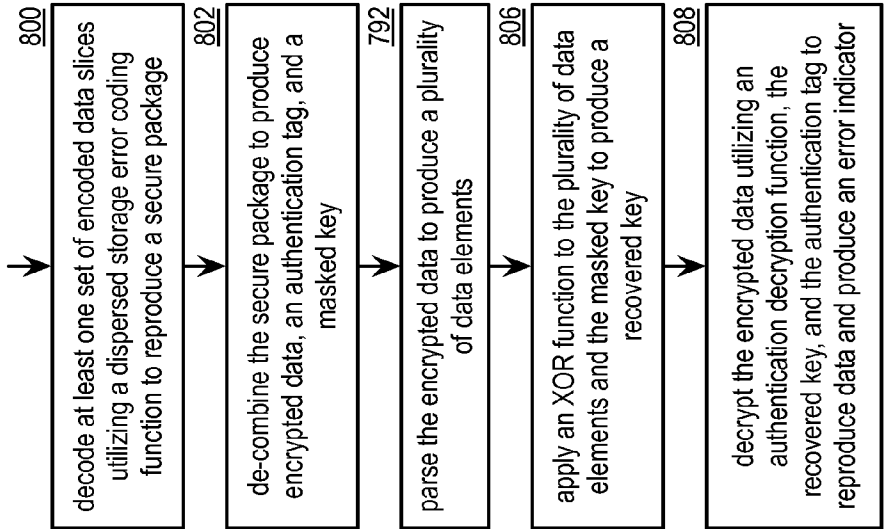 800
decode at least one set of encoded data slices
utilizing a dispersed storage error coding
function to reproduce a secure package
802
de-combine the secure package to produce
encrypted data, an authentication tag, and a
masked key
792
parse the encrypted data to produce a plurality
of data elements
806
apply an XOR function to the plurality of data
elements and the masked key to produce a
recovered key
808
decrypt the encrypted data utilizing an
authentication decryption function, the
recovered key, and the authentication tag to
reproduce data and produce an error indicator